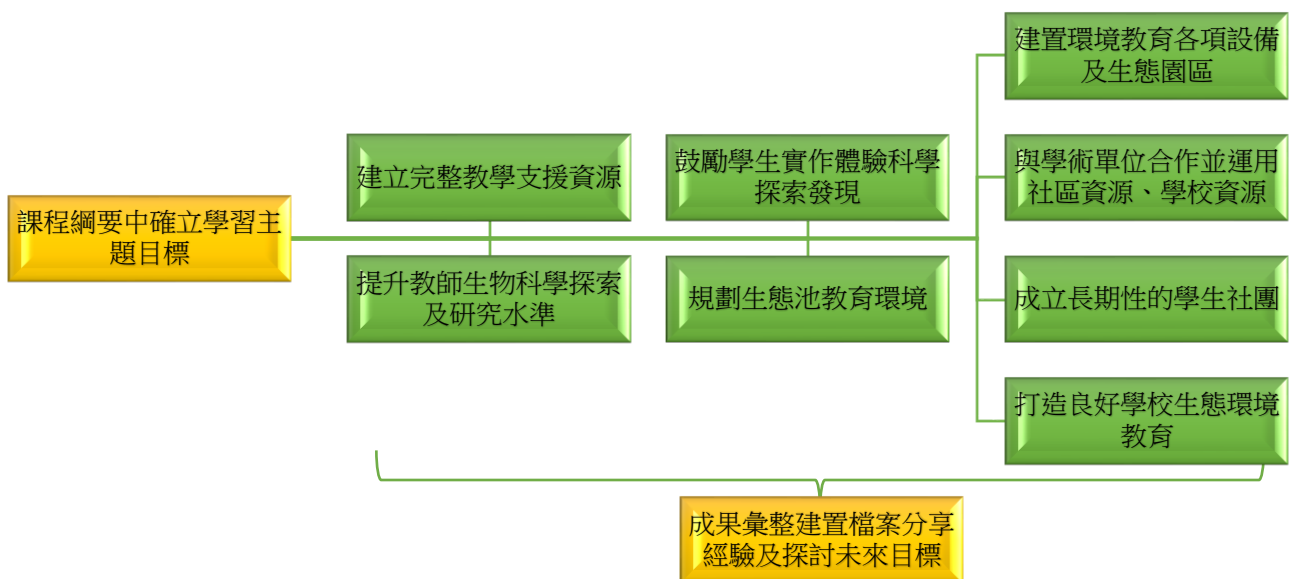 課程綱要中確立學習主
題目標
建立完整教學支援資源
提升教師生物科學探索
及研究水準
鼓勵學生實作體驗科學
探索發現
規劃生態池教育環境
建置環境教育各項設備
及生態園區
與學術單位合作並運用
社區資源、學校資源
成立長期性的學生社團
打造良好學校生態環境
教育
成果彙整建置檔案分享
經驗及探討未來目標